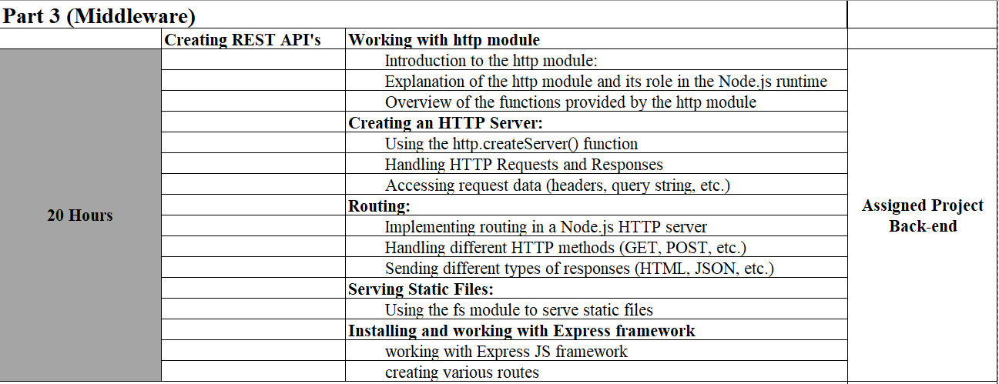 Part 3 (Middleware)
Creating REST API's
Working with http module
Introduction to the http module:
Explanation of the http module and its role in the Node.js runtime
Overview of the functions provided by the http module
Creating an HTTP Server:
Using the http.createServer() function
Handling HTTP Requests and Responses
Accessing request data (headers, query string, etc.)
20 Hours
Routing:
Implementing routing in a Node.js HTTP server
Handling different HTTP methods (GET, POST, etc.)
Sending different types of responses (HTML, JSON, etc.)
Serving Static Files:
Using the fs module to serve static files
Installing and working with Express framework
working with Express JS framework
creating various routes
Assigned Project
Back-end